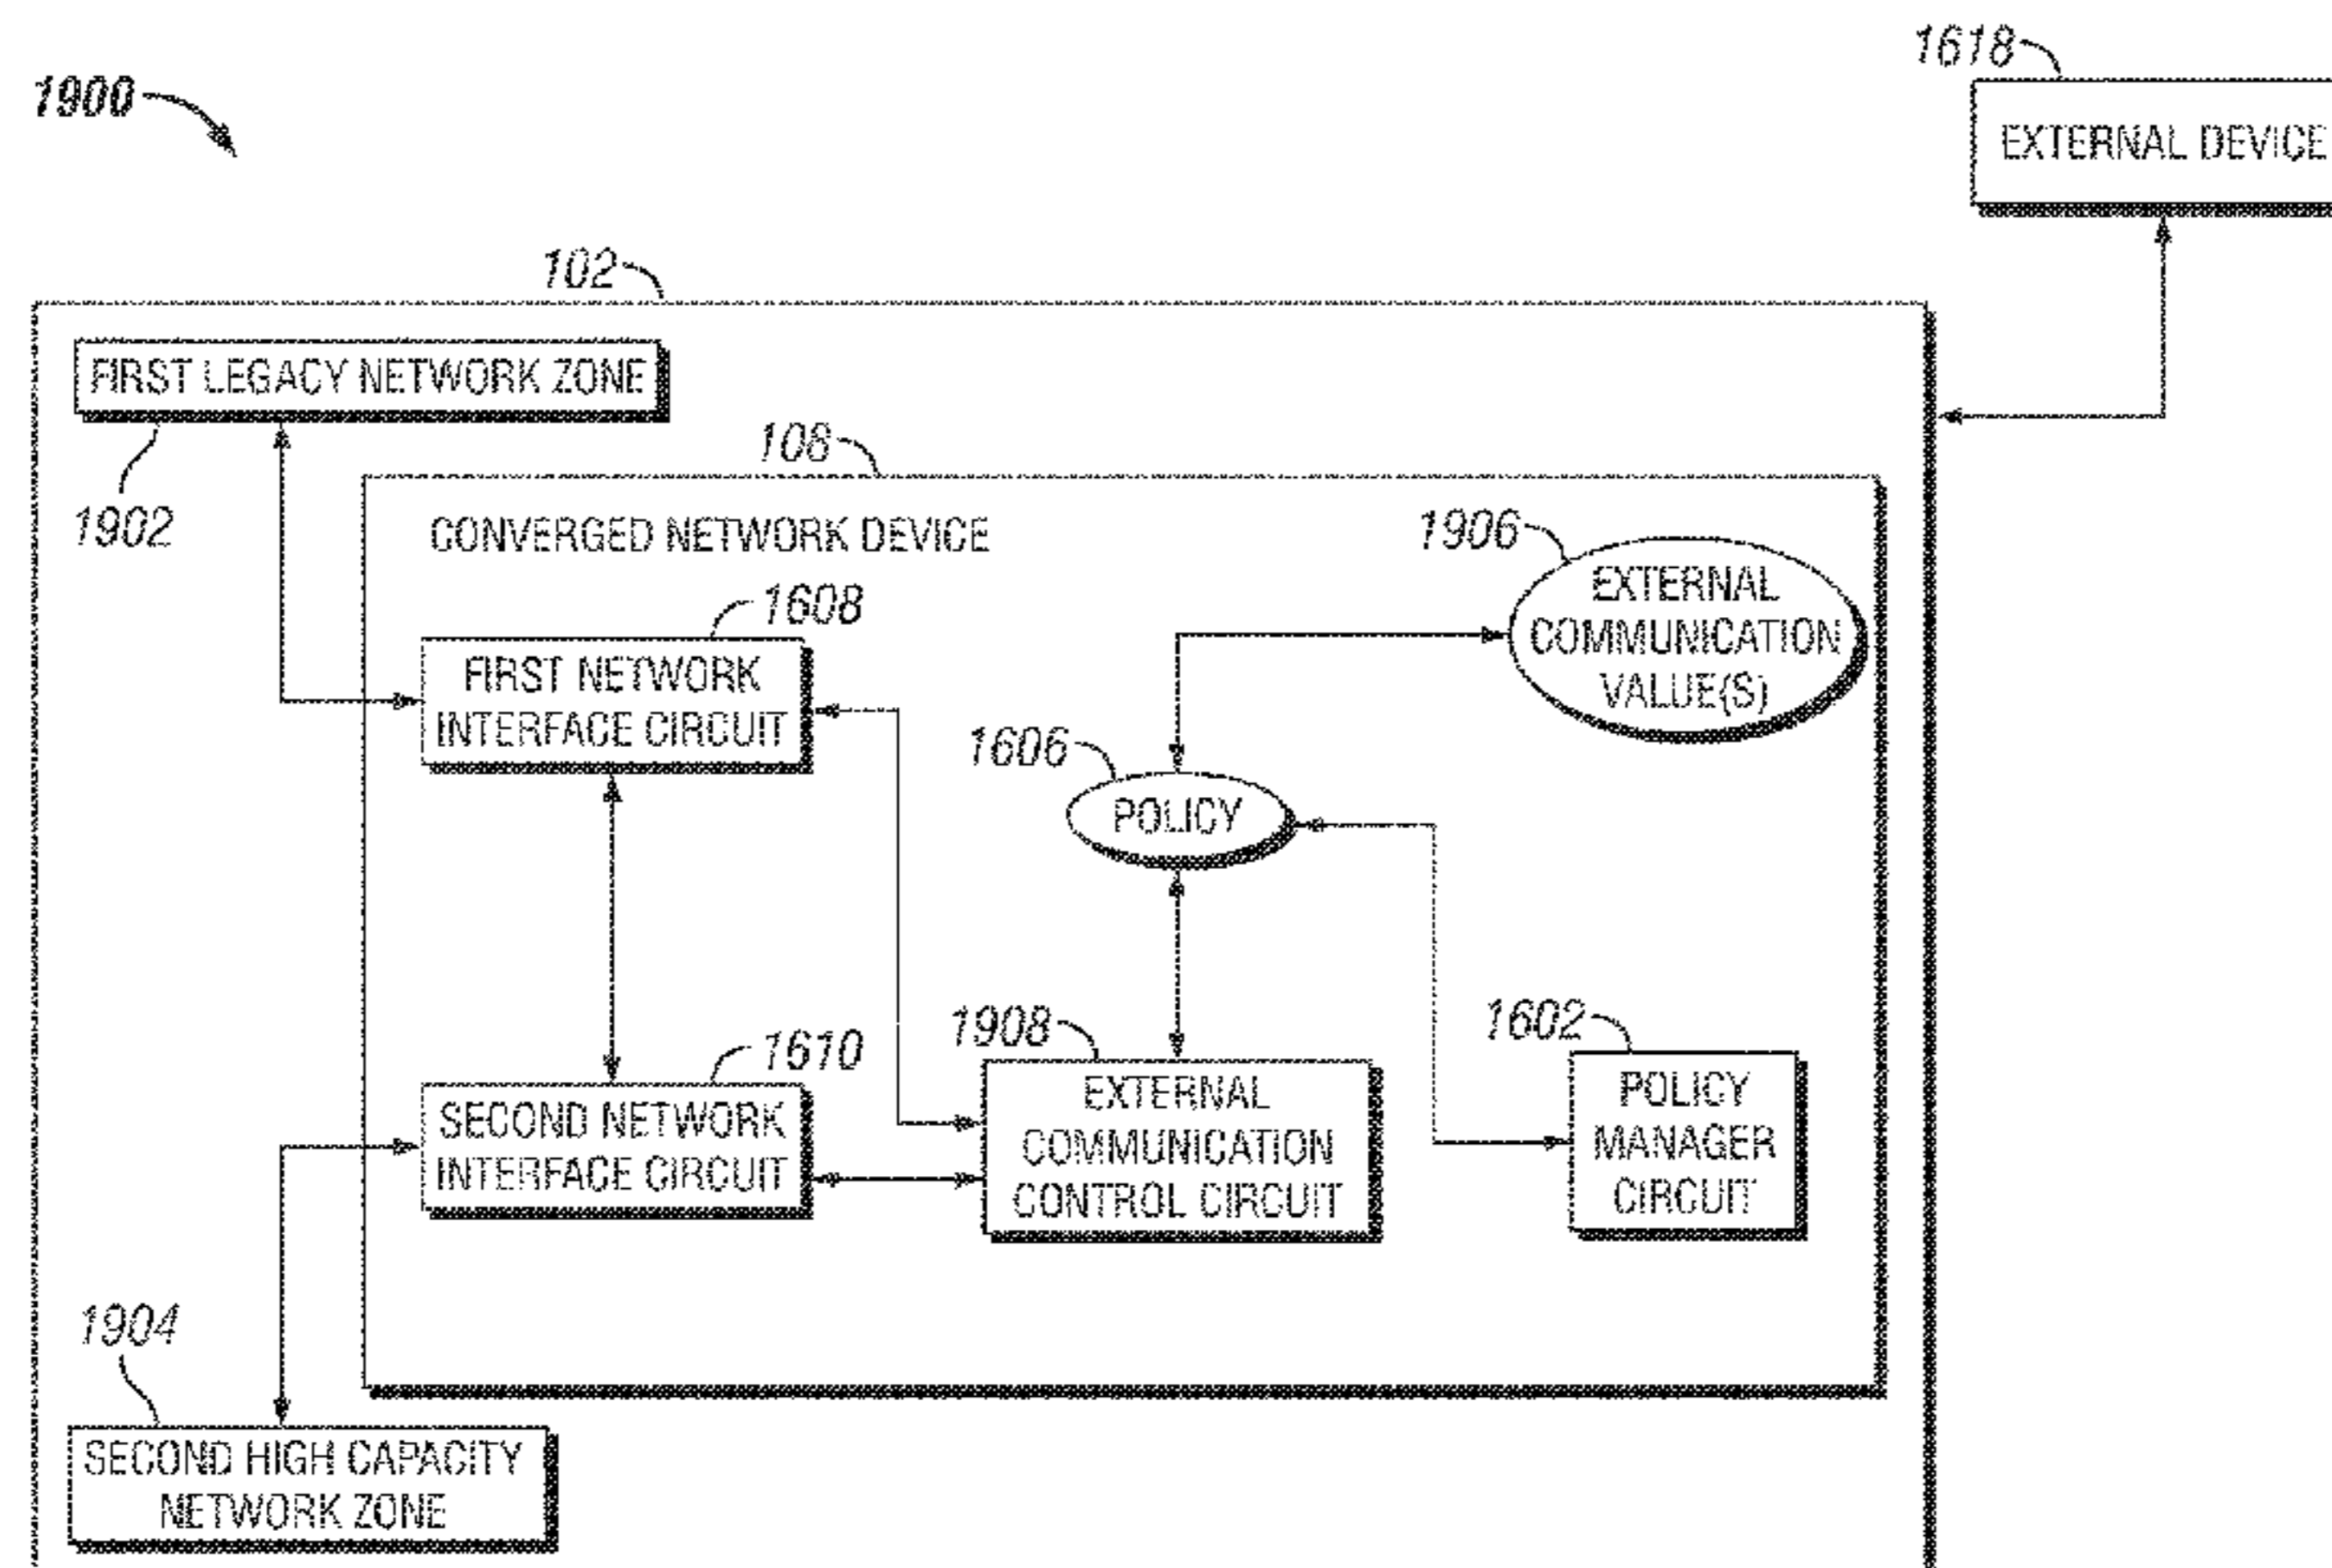 1618
1900
EXTERNAL DEVICE
102
FIRST LEGACY NETWORK ZONE
108
1902
CONVERGED NETWORK DEVICE
1906
EXTERNAL
COMMUNICATION
VALUE(S)
1608
FIRST NETWORK
INTERFACE CIRCUIT
1606
POLICY
1908
1602
1610
EXTERNAL
COMMUNICATION
CONTROL CIRCUIT
POLICY
MANAGER
CIRCUIT
SECOND NETWORK
INTERFACE CIRCUIT
1904
SECOND HIGH CAPACITY
NETWORK ZONE